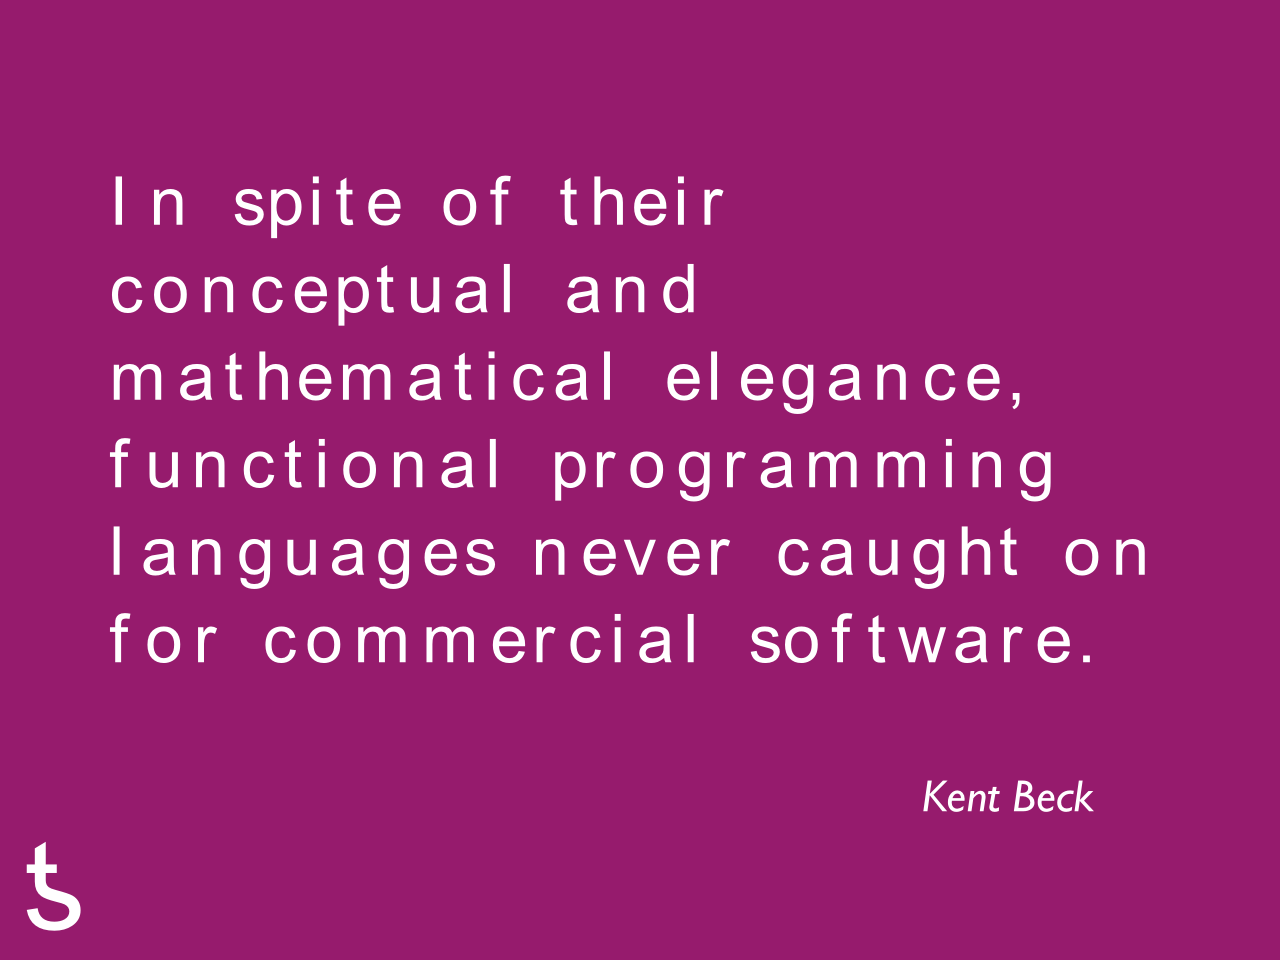 In spite of their
conceptual and
mathematical elegance,
functional programming
languages never caught on
for commercial software.
Kent Beck
ts